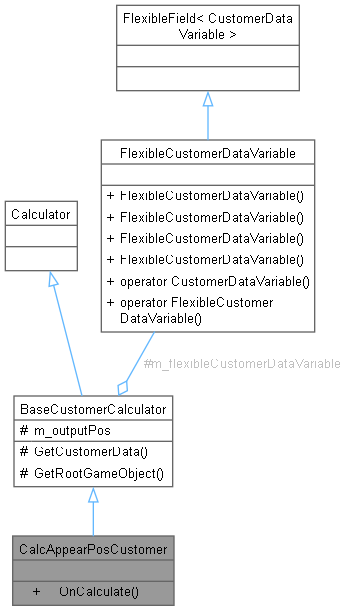 FlexibleField< CustomerData
Variable >
FlexibleCustomerDataVariable
+ FlexibleCustomerDataVariable()
+ FlexibleCustomerDataVariable()
+ FlexibleCustomerDataVariable()
+ FlexibleCustomerDataVariable()
+ operator CustomerDataVariable()
+ operator FlexibleCustomer
DataVariable()
Calculator
#m_flexibleCustomerDataVariable
BaseCustomerCalculator
# m_outputPos
# GetCustomerData()
# GetRootGameObject()
CalcAppearPosCustomer
+ OnCalculate()